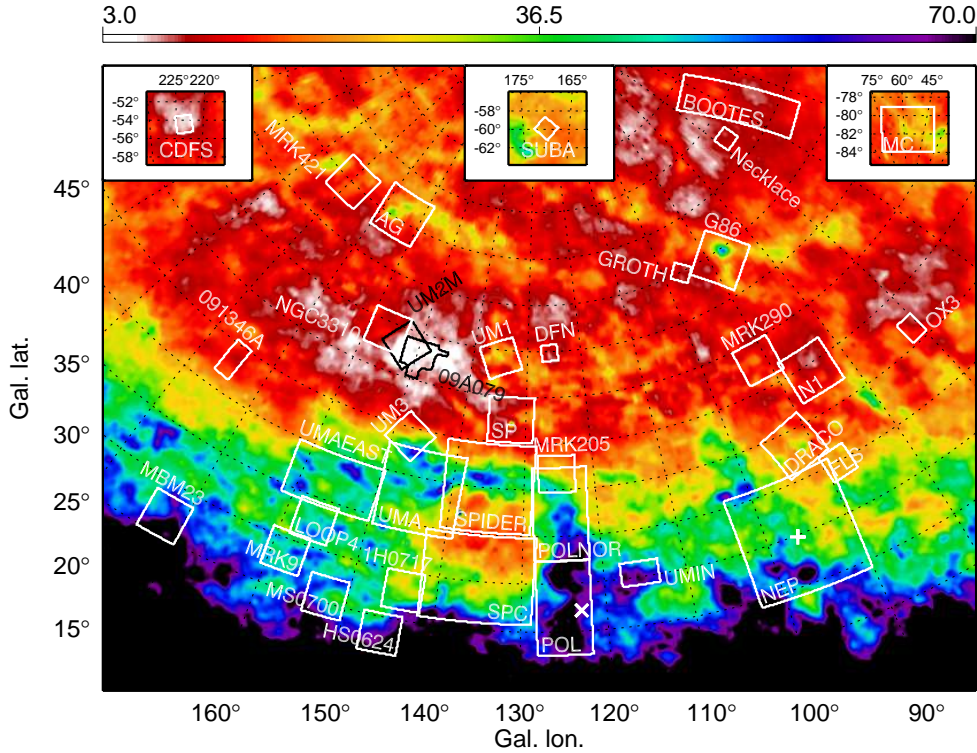 3.0 36.5 70.0
225° 220°
-52°
-54°
-56°
-58°
CDFS
175° 165°
-58°
-60°
-62°
SUBA
75° 60° 45°
-78°
-80°
-82°
-84°
MC
BOOTES
Necklace
MRK421
AG
G86
GROTH
OX3
091346A
NGC3310
UM2M
09A079
UM1
DFN
MRK290
N1
UM3
SP
MRK205
DRACO
FLS
UMAEAST
MBM23
UMA
SPIDER
LOOP4
1H0717
POLNOR
MRK9
UMIN
NEP
MS0700
SPC
HS0624
POL
45°
40°
35°
30°
25°
20°
15°
Gal. lat.
160° 150° 140° 130° 120° 110° 100° 90°
Gal. lon.